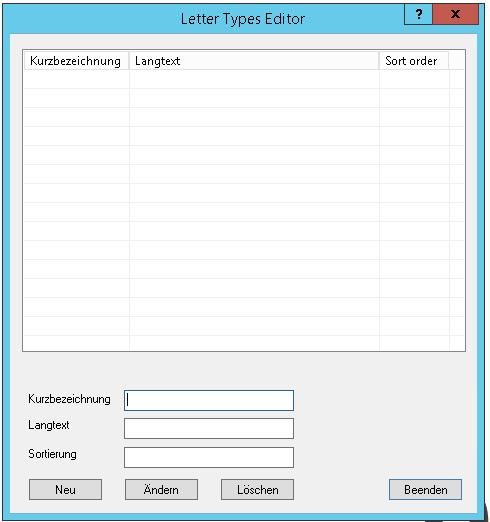 Letter Types Editor ? x
Kurzbezeichnung Langtext Sort order
Kurzbezeichnung
Langtext
Sortierung
Neu Ändern Löschen Beenden